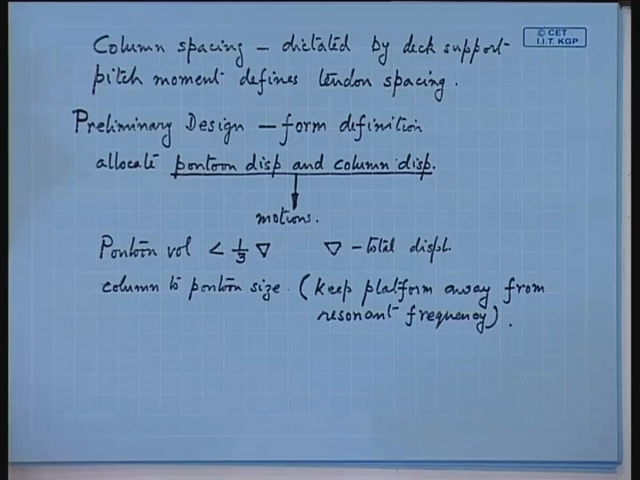 Column spacing – dictated by deck support
© CET
I.I.T. KGP
pitch moment defines tendon spacing.
Preliminary Design – form definition
allocate pontoon disp and column disp.
motions.
Pontoon vol < 1/3 ∇ ∇ – total displ.
column to pontoon size. (keep platform away from
resonant frequency).